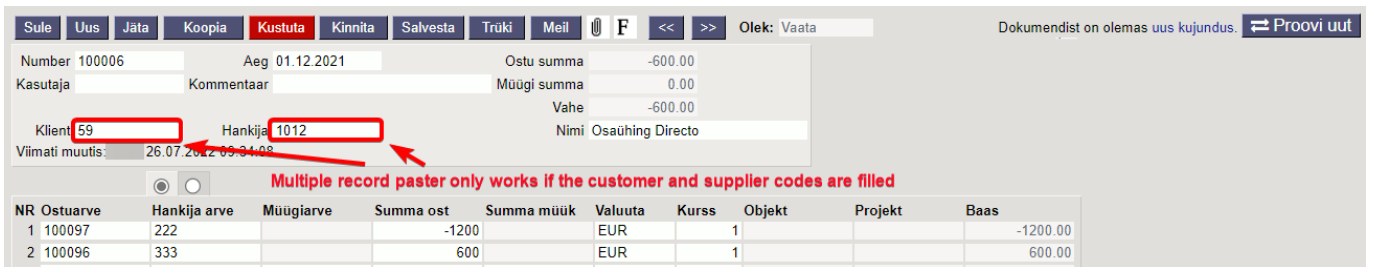 Sule Uus Jäta Koopia Kustuta Kinnita Salvesta Trüki Meil F << >> Olek: Vaata Dokumendist on olemas uus kujundus. Proovi uut
Number 100006 Aeg 01.12.2021 Ostu summa -600.00
Kasutaja Kommentaar Müügi summa 0.00
Vahe -600.00
Klient 59 Hankija 1012 Nimi Osaühing Directo
Viimati muutis: 26.07.2022 09:34:08
Multiple record paster only works if the customer and supplier codes are filled
NR Ostuarve Hankija arve Müügiarve Summa ost Summa müük Valuuta Kurss Objekt Projekt Baas
1 100097 222 -1200 EUR 1 -1200.00
2 100096 333 600 EUR 1 600.00